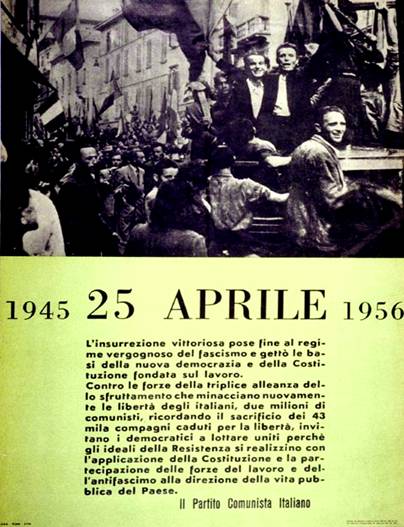 1945 25 APRILE 1956
L'insurrezione vittoriosa pose fine al regi-
me vergognoso del fascismo e gettò le ba-
si della nuova democrazia e della Costi-
tuzione fondata sul lavoro.
Contro le forze della triplice alleanza del-
lo sfruttamento che minacciano nuovamen-
te le libertà degli italiani, due milioni di
comunisti, ricordando il sacrificio dei 43
mila compagni caduti per la libertà, invi-
tano i democratici a lottare uniti perchè
gli ideali della Resistenza si realizzino con
l'applicazione della Costituzione e la par-
tecipazione delle forze del lavoro e del-
l'antifascismo alla direzione della vita pub-
blica del Paese.
Il Partito Comunista Italiano